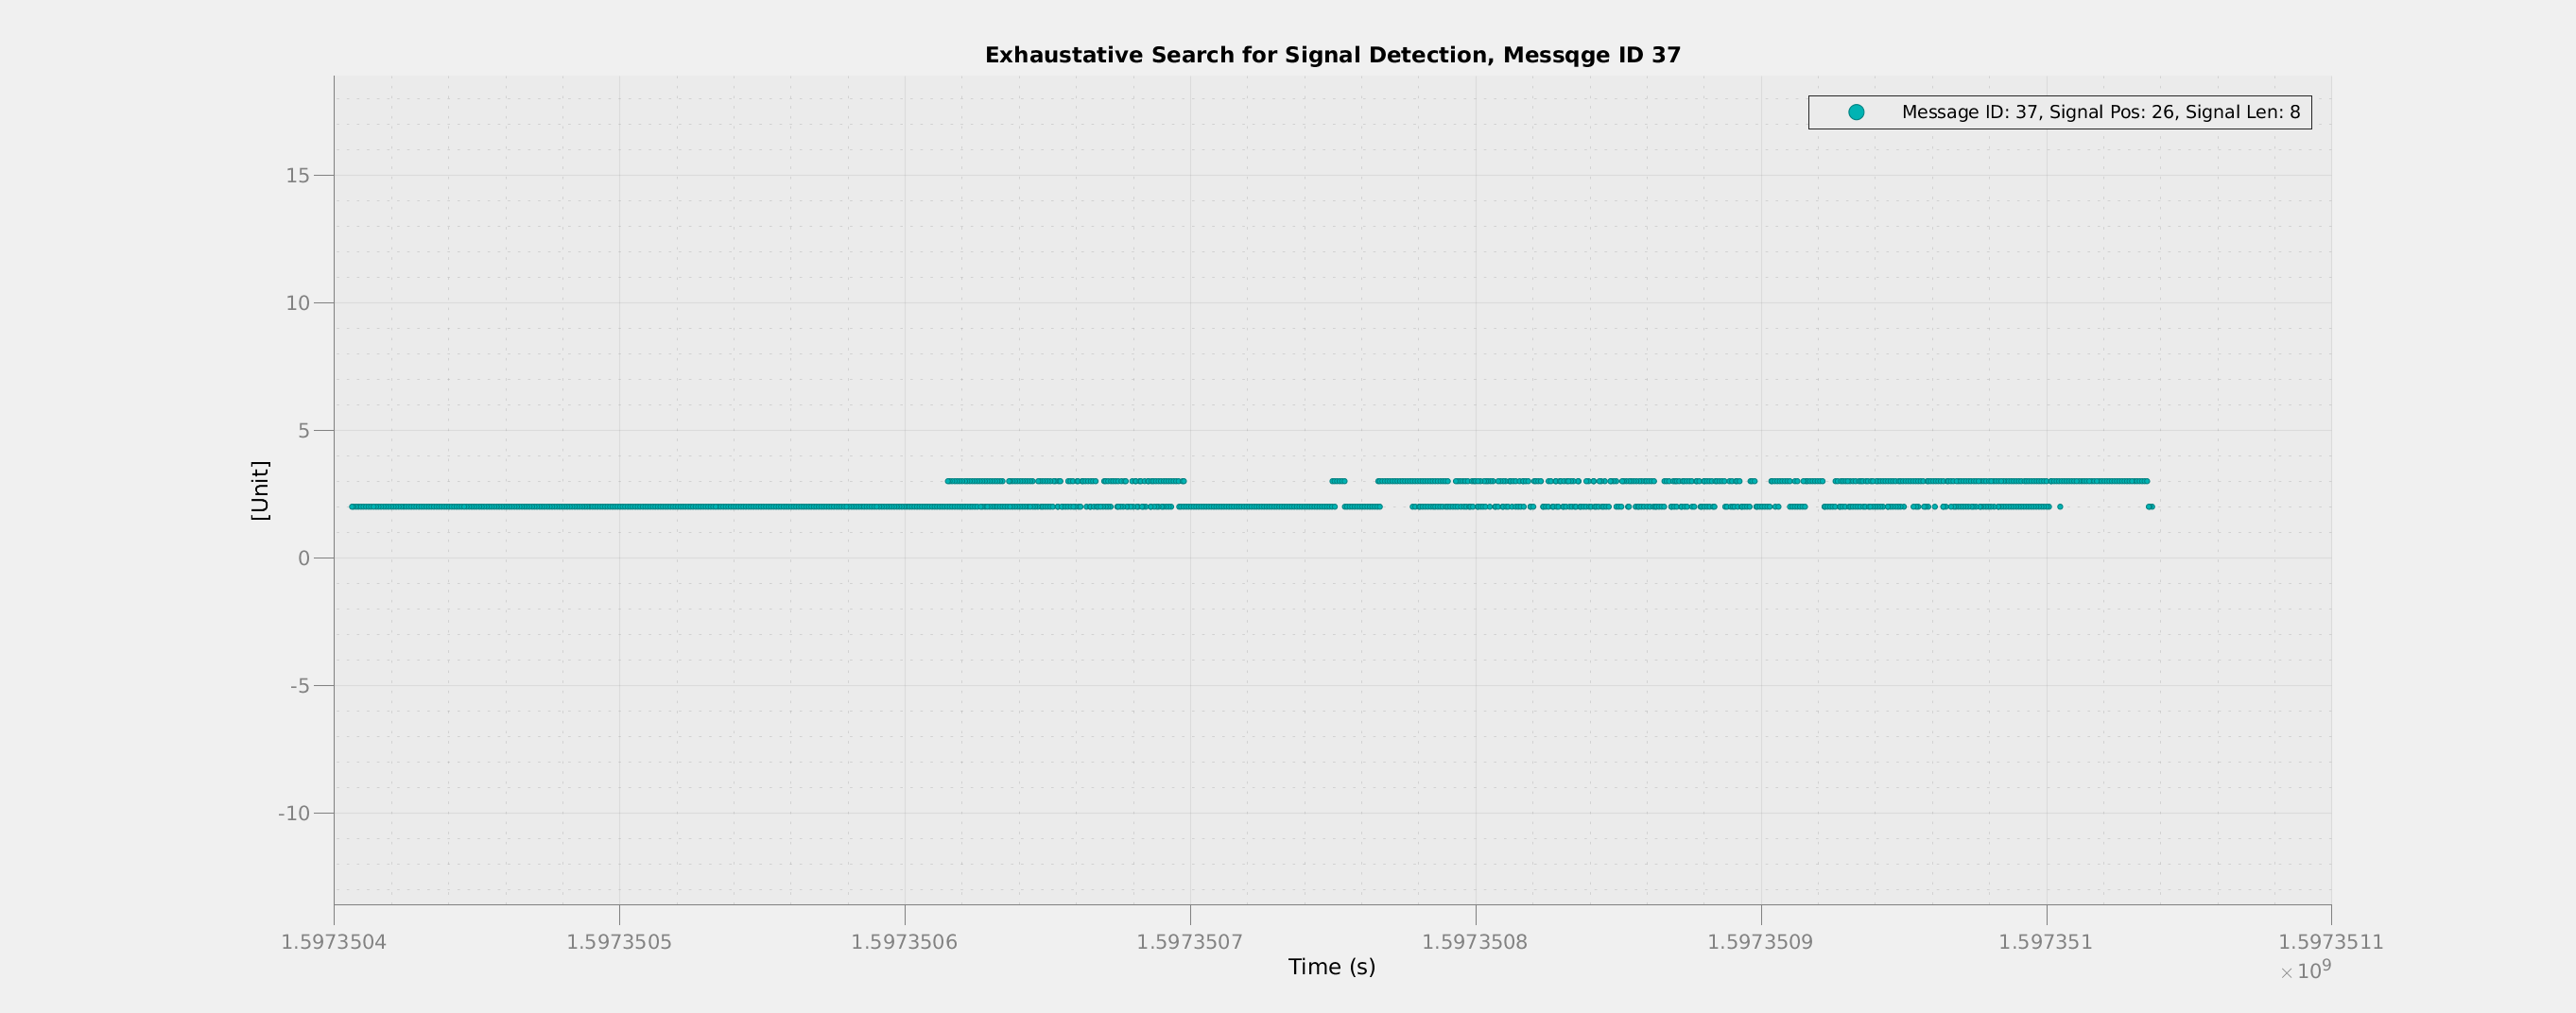 Exhaustative Search for Signal Detection, Messqge ID 37
Message ID: 37, Signal Pos: 26, Signal Len: 8
15
10
5
0
-5
-10
[Unit]
1.5973504 1.5973505 1.5973506 1.5973507 1.5973508 1.5973509 1.597351 1.5973511
Time (s)
× 10⁹